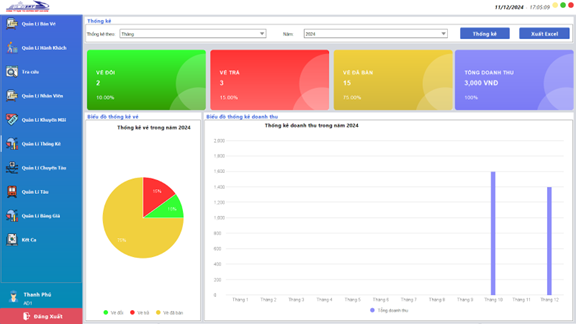 11/12/2024 - 17:05:09
Quản Lí Bán Vé
Quản Lí Hành Khách
Tra cứu
Quản Lí Nhân Viên
Quản Lí Khuyến Mãi
Quản Lí Thống Kê
Quản Lí Chuyến Tàu
Quản Lí Tàu
Quản Lí Bảng Giá
Kết Ca
Thanh Phú
AD1
Đăng Xuất
Thống kê
Thống kê theo: Tháng
Năm: 2024
Thống kê
Xuất Excel
VÉ ĐỔI
2
10.00%
VÉ TRẢ
3
15.00%
VÉ ĐÃ BÁN
15
75.00%
TỔNG DOANH THU
3,000 VND
100%
Biểu đồ thống kê vé
Thống kê vé trong năm 2024
15%
10%
75%
Vé đổi Vé trả Vé đã bán
Biểu đồ thống kê doanh thu
Thống kê doanh thu trong năm 2024
2.000
1.800
1.600
1.400
1.200
1.000
800
600
400
200
0
Tháng 1 Tháng 2 Tháng 3 Tháng 4 Tháng 5 Tháng 6 Tháng 7 Tháng 8 Tháng 9 Tháng 10 Tháng 11 Tháng 12
Tổng doanh thu